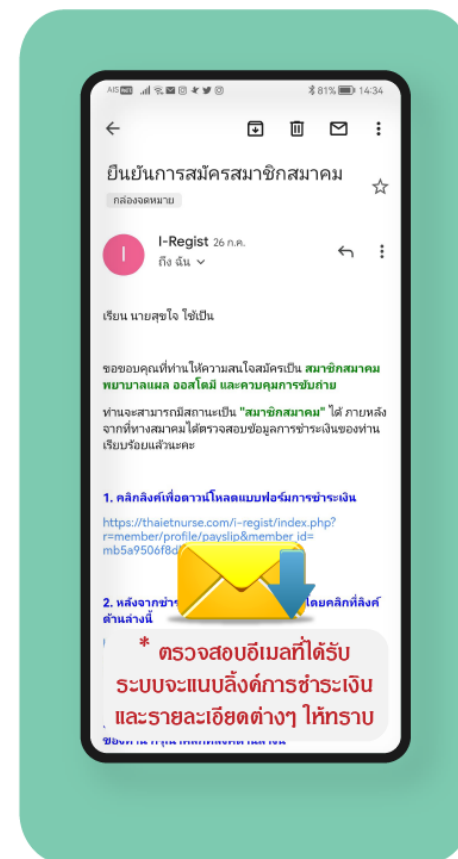 AIS 81% 14:34
ยืนยันการสมัครสมาชิกสมาคม
กล่องจดหมาย
I
I-Regist 26 ก.ค.
ถึง ฉัน
เรียน นายสุขใจ ใช้เป็น
ขอขอบคุณที่ท่านให้ความสนใจสมัครเป็น สมาชิกสมาคม
พยาบาลแผล ออสโตมี และควบคุมการขับถ่าย
ท่านจะสามารถมีสถานะเป็น "สมาชิกสมาคม" ได้ ภายหลัง
จากที่ทางสมาคมได้ตรวจสอบข้อมูลการชำระเงินของท่าน
เรียบร้อยแล้วนะคะ
1. คลิกลิงค์เพื่อดาวน์โหลดแบบฟอร์มการชำระเงิน
https://thaietnurse.com/i-regist/index.php?
r=member/profile/payslip&member_id=
mb5a9506f8d
2. หลังจากชำร โดยคลิกที่ลิงค์
ด้านล่างนี้
* ตรวจสอบอีเมลที่ได้รับ
ระบบจะแนบลิ้งค์การชำระเงิน
และรายละเอียดต่างๆ ให้ทราบ